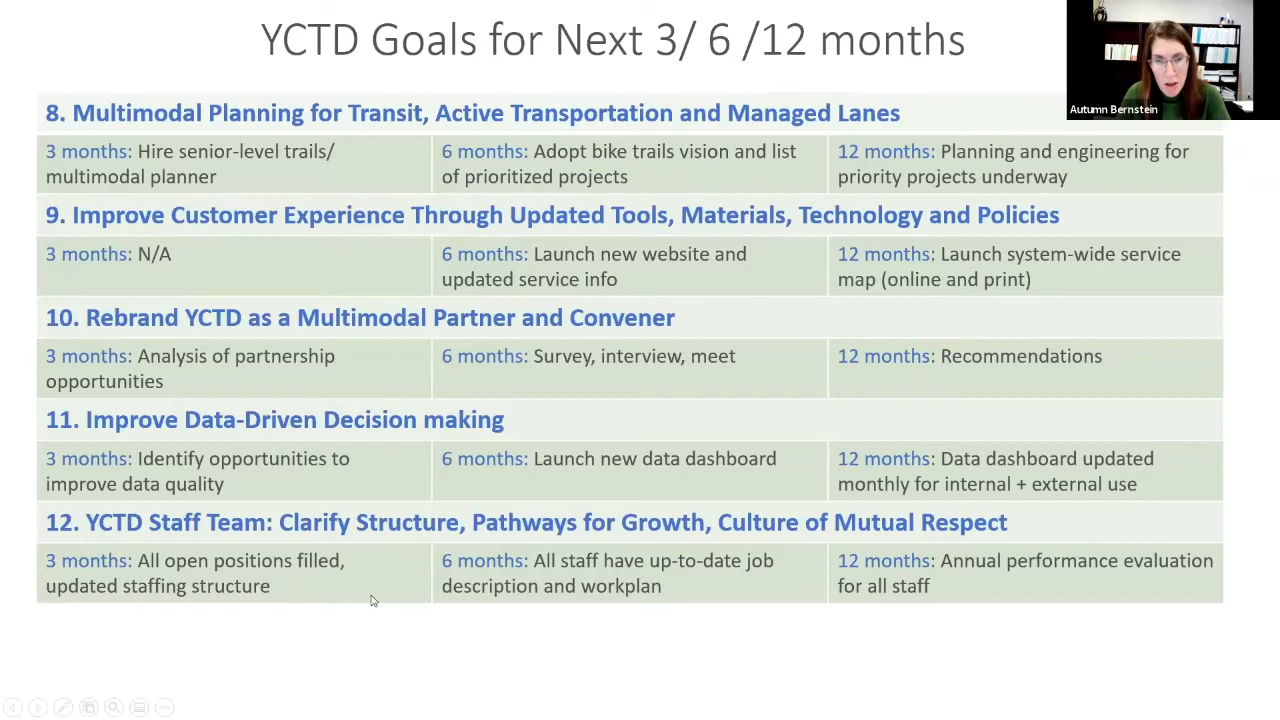 YCTD Goals for Next 3/ 6 /12 months
Autumn Bernstein
8. Multimodal Planning for Transit, Active Transportation and Managed Lanes
3 months: Hire senior-level trails/
multimodal planner
6 months: Adopt bike trails vision and list
of prioritized projects
12 months: Planning and engineering for
priority projects underway
9. Improve Customer Experience Through Updated Tools, Materials, Technology and Policies
3 months: N/A
6 months: Launch new website and
updated service info
12 months: Launch system-wide service
map (online and print)
10. Rebrand YCTD as a Multimodal Partner and Convener
3 months: Analysis of partnership
opportunities
6 months: Survey, interview, meet
12 months: Recommendations
11. Improve Data-Driven Decision making
3 months: Identify opportunities to
improve data quality
6 months: Launch new data dashboard
12 months: Data dashboard updated
monthly for internal + external use
12. YCTD Staff Team: Clarify Structure, Pathways for Growth, Culture of Mutual Respect
3 months: All open positions filled,
updated staffing structure
6 months: All staff have up-to-date job
description and workplan
12 months: Annual performance evaluation
for all staff